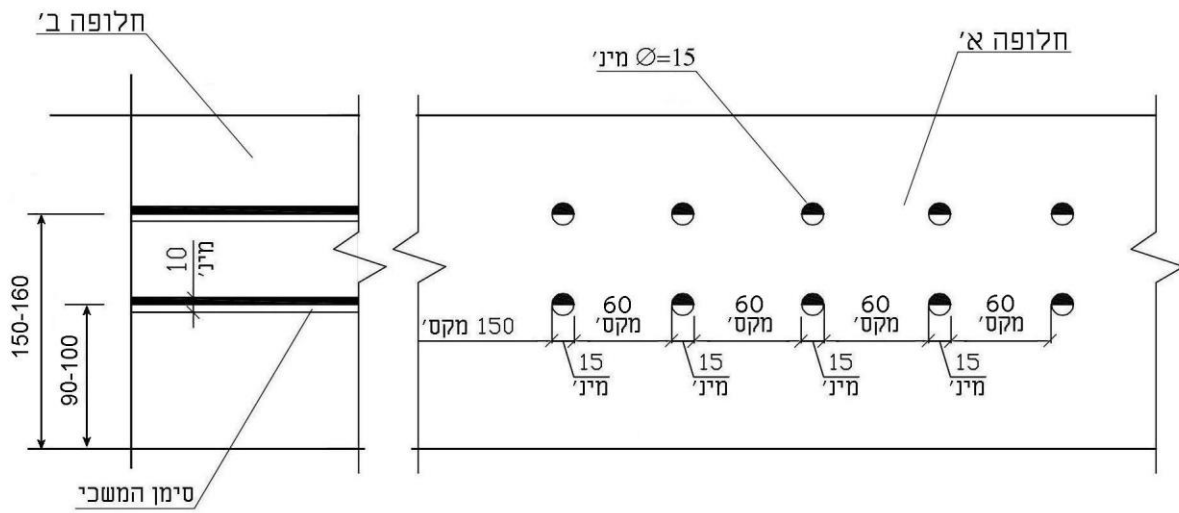 חלופה ב׳
חלופה א׳
15=Ø מינ׳
150-160
90-100
10
מינ׳
150 מקס׳
60
מקס׳
60
מקס׳
60
מקס׳
60
מקס׳
15
מינ׳
15
מינ׳
15
מינ׳
15
מינ׳
סימן המשכי